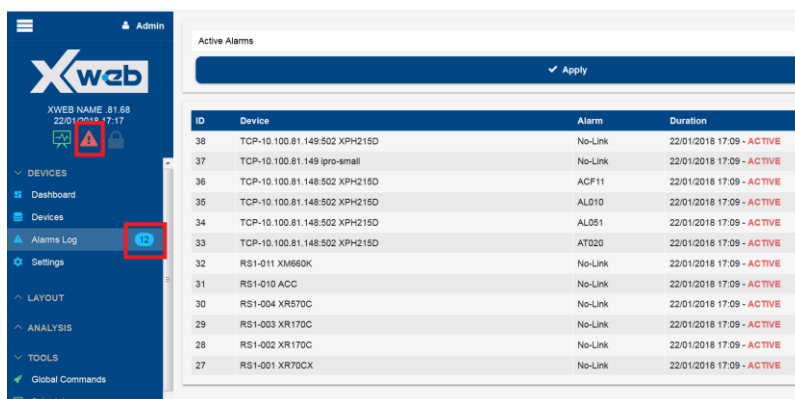 Admin
Xweb
XWEB NAME .81.68
22/01/2018 17:17
DEVICES
Dashboard
Devices
Alarms Log 12
Settings
LAYOUT
ANALYSIS
TOOLS
Global Commands
Active Alarms
Apply
ID Device Alarm Duration
38 TCP-10.100.81.149:502 XPH215D No-Link 22/01/2018 17:09 - ACTIVE
37 TCP-10.100.81.149 ipro-small No-Link 22/01/2018 17:09 - ACTIVE
36 TCP-10.100.81.148:502 XPH215D ACF11 22/01/2018 17:09 - ACTIVE
35 TCP-10.100.81.148:502 XPH215D AL010 22/01/2018 17:09 - ACTIVE
34 TCP-10.100.81.148:502 XPH215D AL051 22/01/2018 17:09 - ACTIVE
33 TCP-10.100.81.148:502 XPH215D AT020 22/01/2018 17:09 - ACTIVE
32 RS1-011 XM660K No-Link 22/01/2018 17:09 - ACTIVE
31 RS1-010 ACC No-Link 22/01/2018 17:09 - ACTIVE
30 RS1-004 XR570C No-Link 22/01/2018 17:09 - ACTIVE
29 RS1-003 XR170C No-Link 22/01/2018 17:09 - ACTIVE
28 RS1-002 XR170C No-Link 22/01/2018 17:09 - ACTIVE
27 RS1-001 XR70CX No-Link 22/01/2018 17:09 - ACTIVE